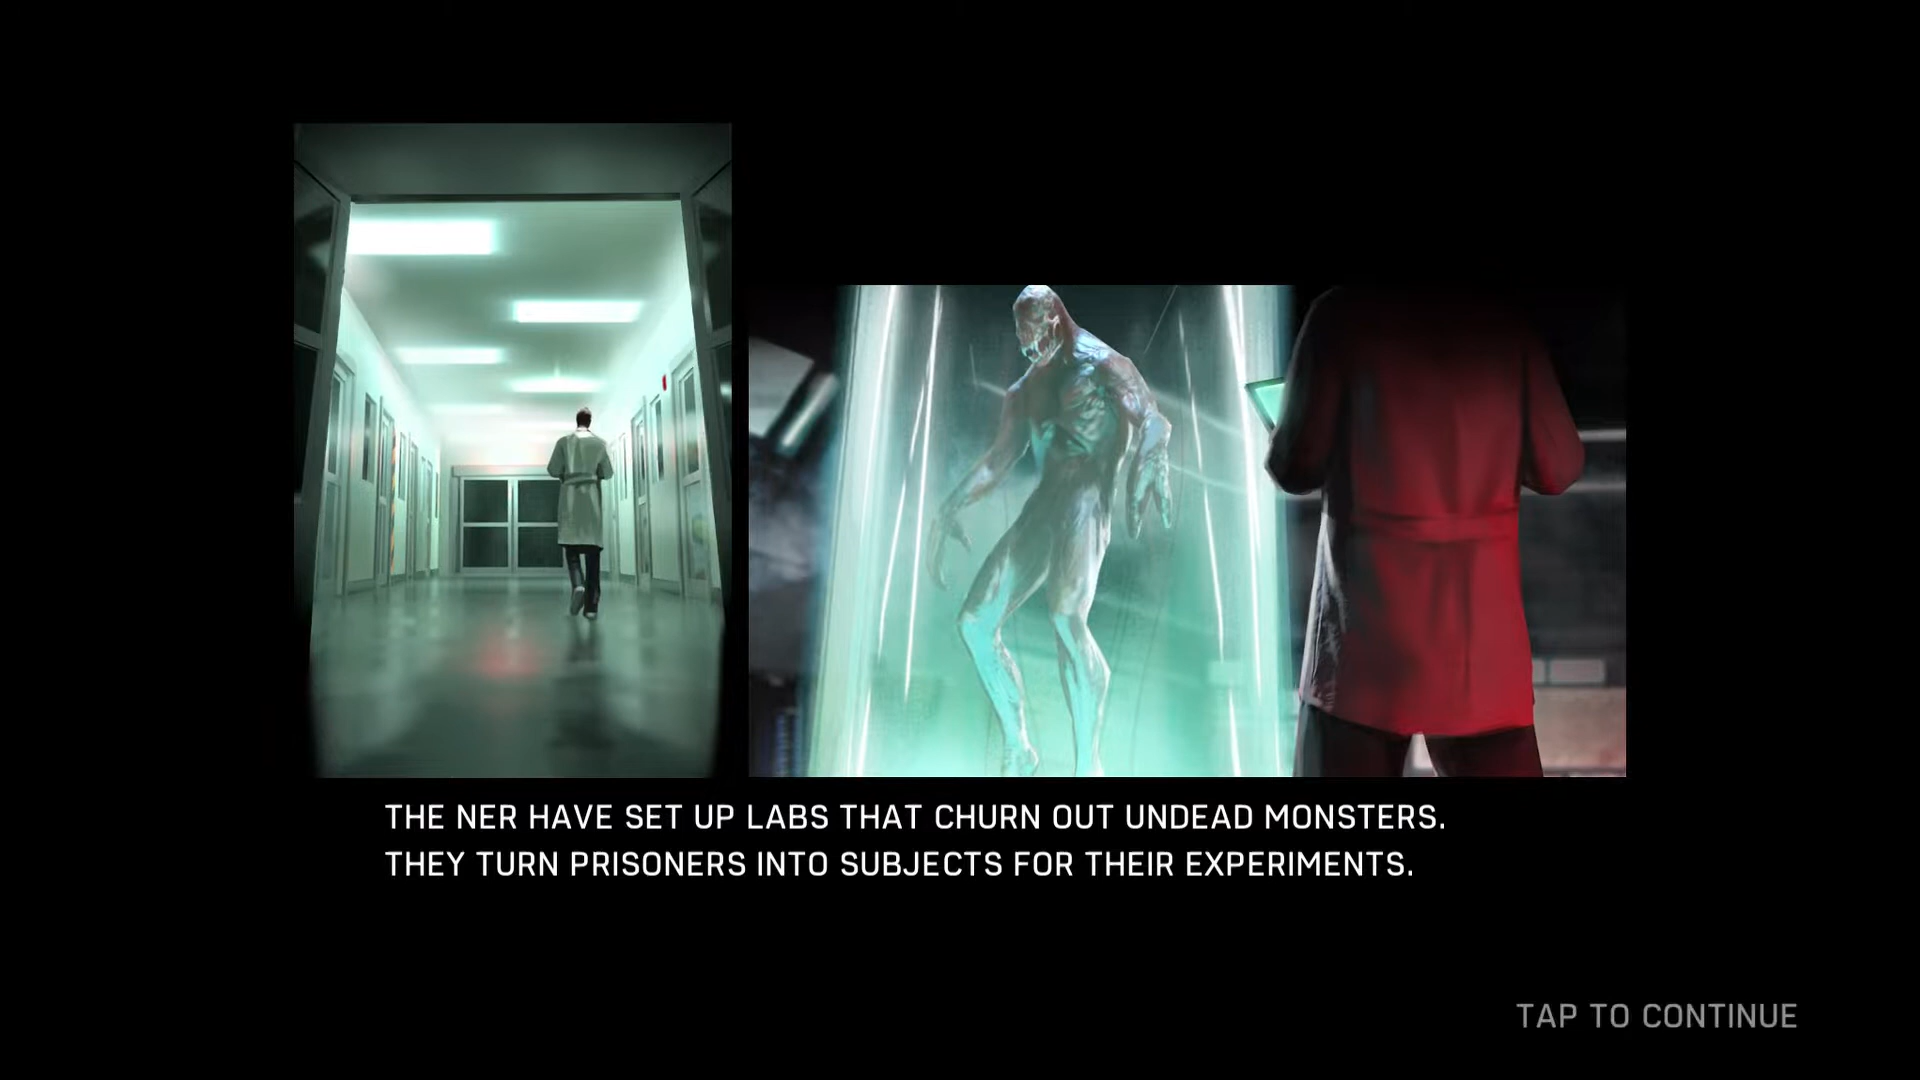 THE NER HAVE SET UP LABS THAT CHURN OUT UNDEAD MONSTERS.
THEY TURN PRISONERS INTO SUBJECTS FOR THEIR EXPERIMENTS.
TAP TO CONTINUE